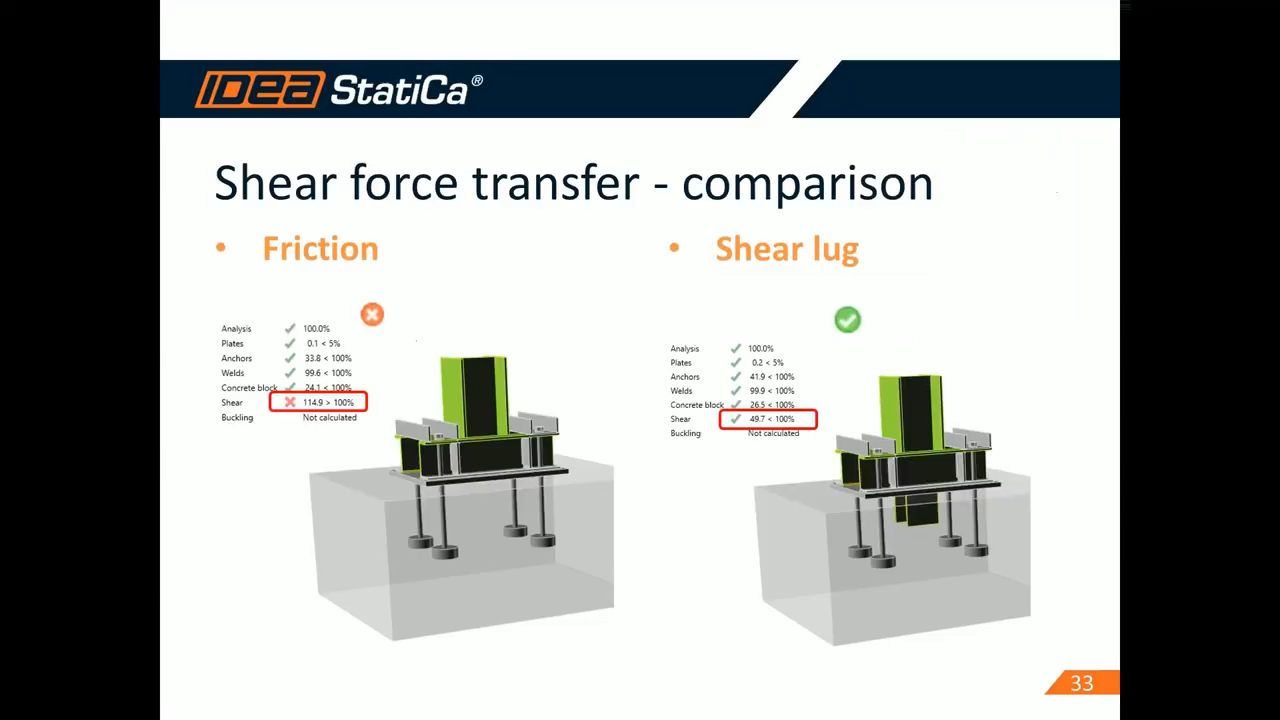 IDEA StatiCa®
Shear force transfer - comparison
• Friction
Analysis 100.0%
Plates 0.1 < 5%
Anchors 33.8 < 100%
Welds 99.6 < 100%
Concrete block 24.1 < 100%
Shear 114.9 > 100%
Buckling Not calculated
• Shear lug
Analysis 100.0%
Plates 0.2 < 5%
Anchors 41.9 < 100%
Welds 99.9 < 100%
Concrete block 26.5 < 100%
Shear 49.7 < 100%
Buckling Not calculated
33